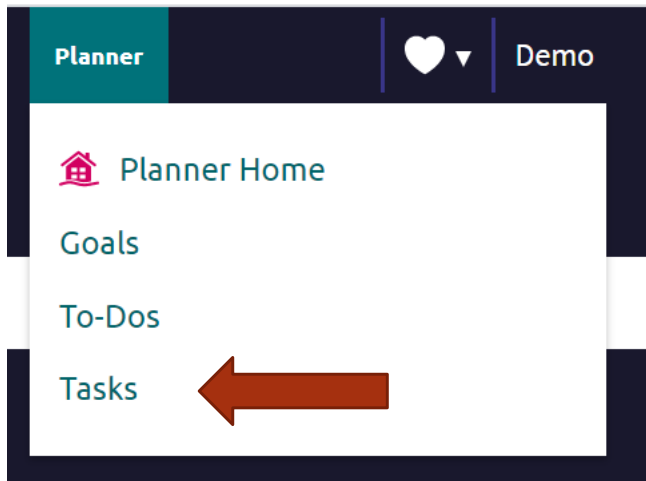 Planner
Demo
Planner Home
Goals
To-Dos
Tasks